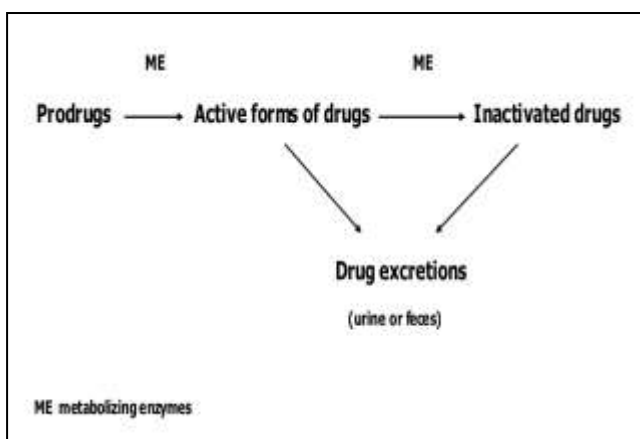 ME ME
Prodrugs Active forms of drugs Inactivated drugs
Drug excretions
(urine or feces)
ME metabolizing enzymes